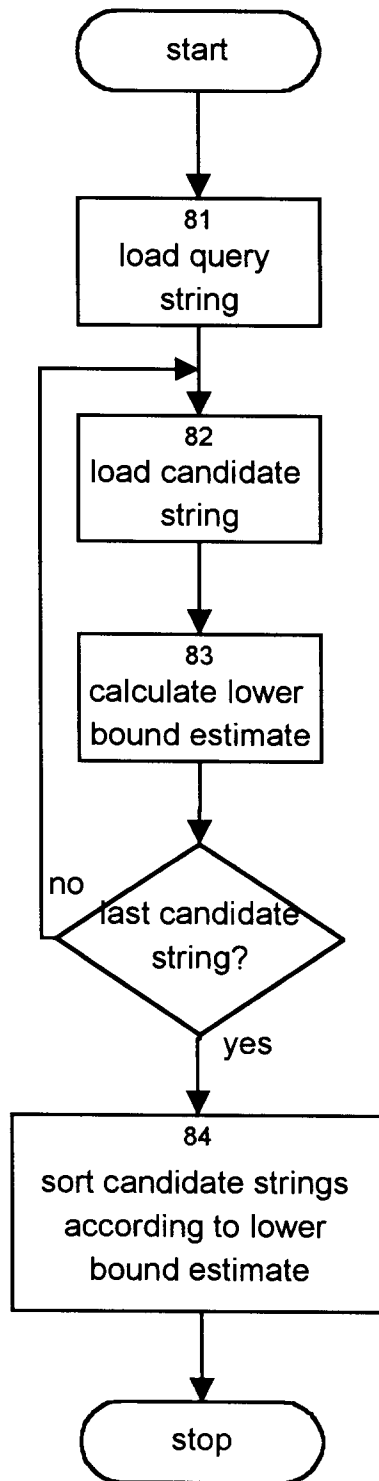 start
81
load query
string
82
load candidate
string
83
calculate lower
bound estimate
no
last candidate
string?
yes
84
sort candidate strings
according to lower
bound estimate
stop